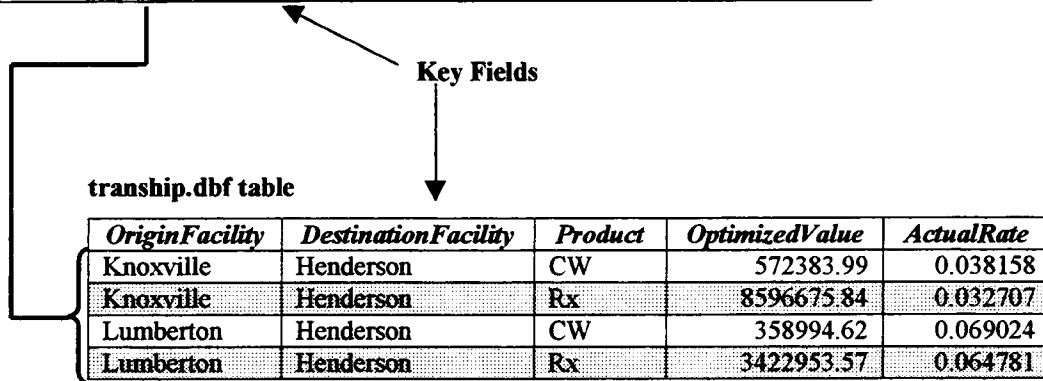 Key Fields
tranship.dbf table
OriginFacility DestinationFacility Product OptimizedValue ActualRate
Knoxville Henderson CW 572383.99 0.038158
Knoxville Henderson Rx 8596675.84 0.032707
Lumberton Henderson CW 358994.62 0.069024
Lumberton Henderson Rx 3422953.57 0.064781